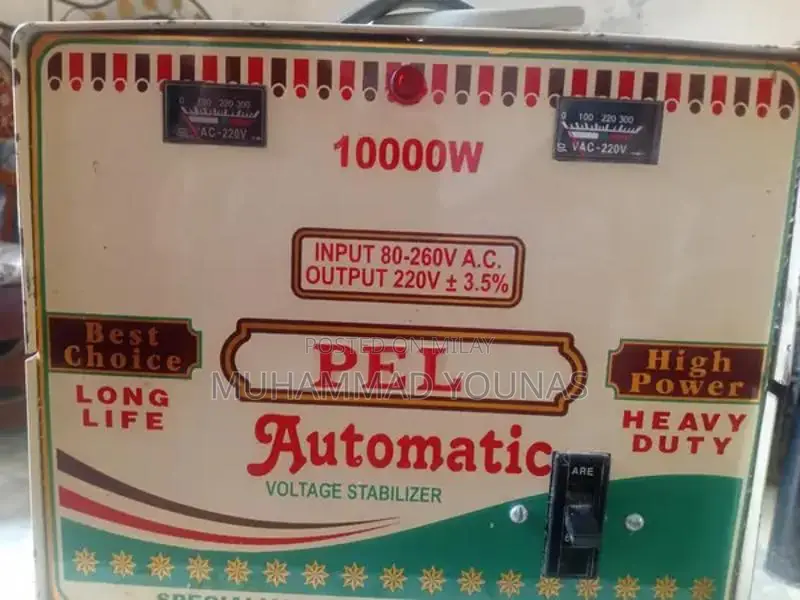 0 100 220 300
VAC-220V
0 100 220 300
VAC-220V
10000W
INPUT 80-260V A.C.
OUTPUT 220V ± 3.5%
Best
Choice
LONG
LIFE
POSTED ON MILAY
PEL
MUHAMMAD YOUNAS
High
Power
HEAVY
DUTY
Automatic
VOLTAGE STABILIZER
ARE